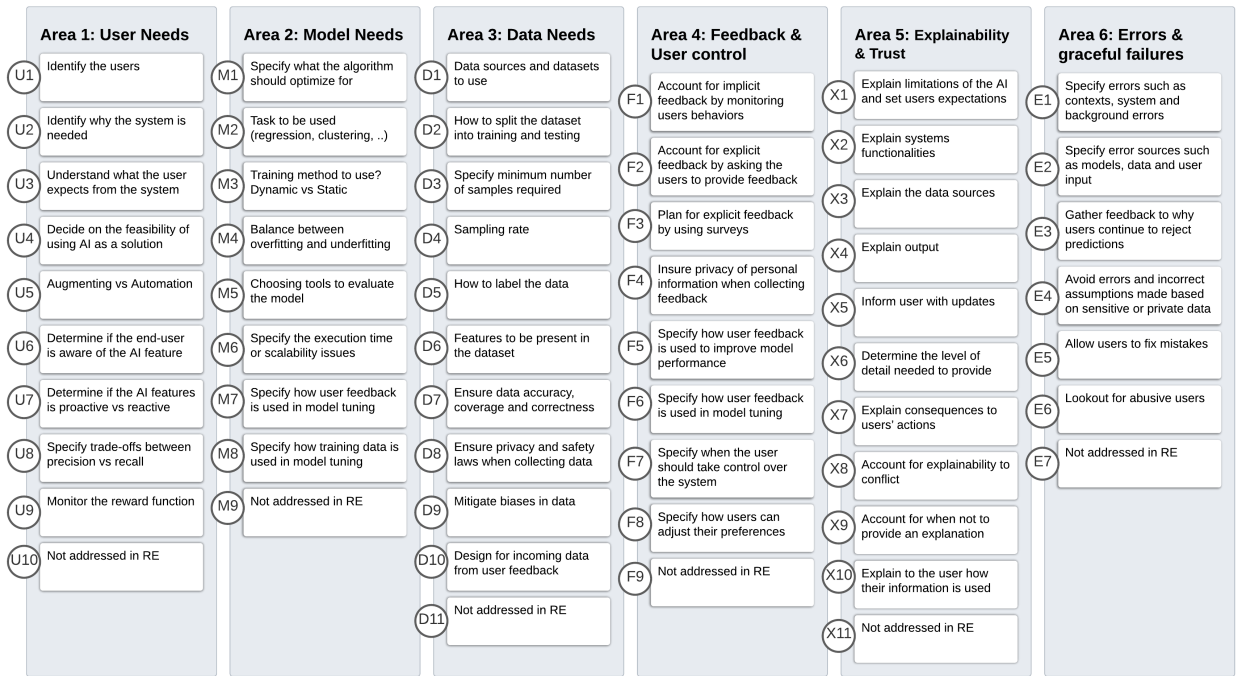 Area 1: User Needs
U1
Identify the users
U2
Identify why the system is
needed
U3
Understand what the user
expects from the system
U4
Decide on the feasibility of
using AI as a solution
U5
Augmenting vs Automation
U6
Determine if the end-user
is aware of the AI feature
U7
Determine if the AI features
is proactive vs reactive
U8
Specify trade-offs between
precision vs recall
U9
Monitor the reward function
U10
Not addressed in RE
Area 2: Model Needs
M1
Specify what the algorithm
should optimize for
M2
Task to be used
(regression, clustering, ..)
M3
Training method to use?
Dynamic vs Static
M4
Balance between
overfitting and underfitting
M5
Choosing tools to evaluate
the model
M6
Specify the execution time
or scalability issues
M7
Specify how user feedback
is used in model tuning
M8
Specify how training data is
used in model tuning
M9
Not addressed in RE
Area 3: Data Needs
D1
Data sources and datasets
to use
D2
How to split the dataset
into training and testing
D3
Specify minimum number
of samples required
D4
Sampling rate
D5
How to label the data
D6
Features to be present in
the dataset
D7
Ensure data accuracy,
coverage and correctness
D8
Ensure privacy and safety
laws when collecting data
D9
Mitigate biases in data
D10
Design for incoming data
from user feedback
D11
Not addressed in RE
Area 4: Feedback &
User control
F1
Account for implicit
feedback by monitoring
users behaviors
F2
Account for explicit
feedback by asking the
users to provide feedback
F3
Plan for explicit feedback
by using surveys
F4
Insure privacy of personal
information when collecting
feedback
F5
Specify how user feedback
is used to improve model
performance
F6
Specify how user feedback
is used in model tuning
F7
Specify when the user
should take control over
the system
F8
Specify how users can
adjust their preferences
F9
Not addressed in RE
Area 5: Explainability
& Trust
X1
Explain limitations of the AI
and set users expectations
X2
Explain systems
functionalities
X3
Explain the data sources
X4
Explain output
X5
Inform user with updates
X6
Determine the level of
detail needed to provide
X7
Explain consequences to
users' actions
X8
Account for explainability to
conflict
X9
Account for when not to
provide an explanation
X10
Explain to the user how
their information is used
X11
Not addressed in RE
Area 6: Errors &
graceful failures
E1
Specify errors such as
contexts, system and
background errors
E2
Specify error sources such
as models, data and user
input
E3
Gather feedback to why
users continue to reject
predictions
E4
Avoid errors and incorrect
assumptions made based
on sensitive or private data
E5
Allow users to fix mistakes
E6
Lookout for abusive users
E7
Not addressed in RE